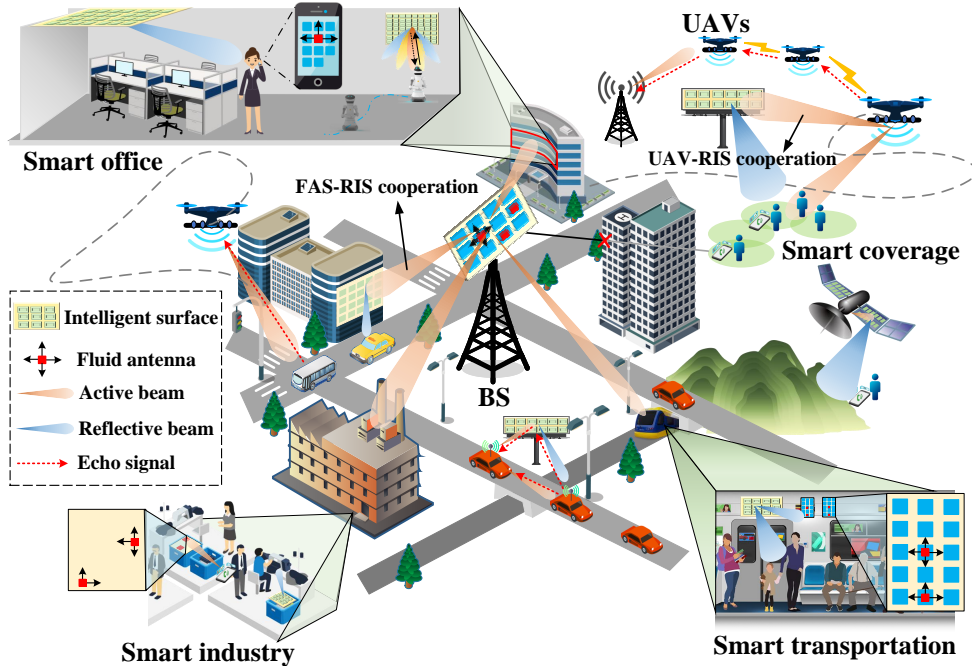 UAVs
Smart office
UAV-RIS cooperation
FAS-RIS cooperation
H
Smart coverage
Intelligent surface
Fluid antenna
Active beam
Reflective beam
Echo signal
BS
Smart industry
Smart transportation